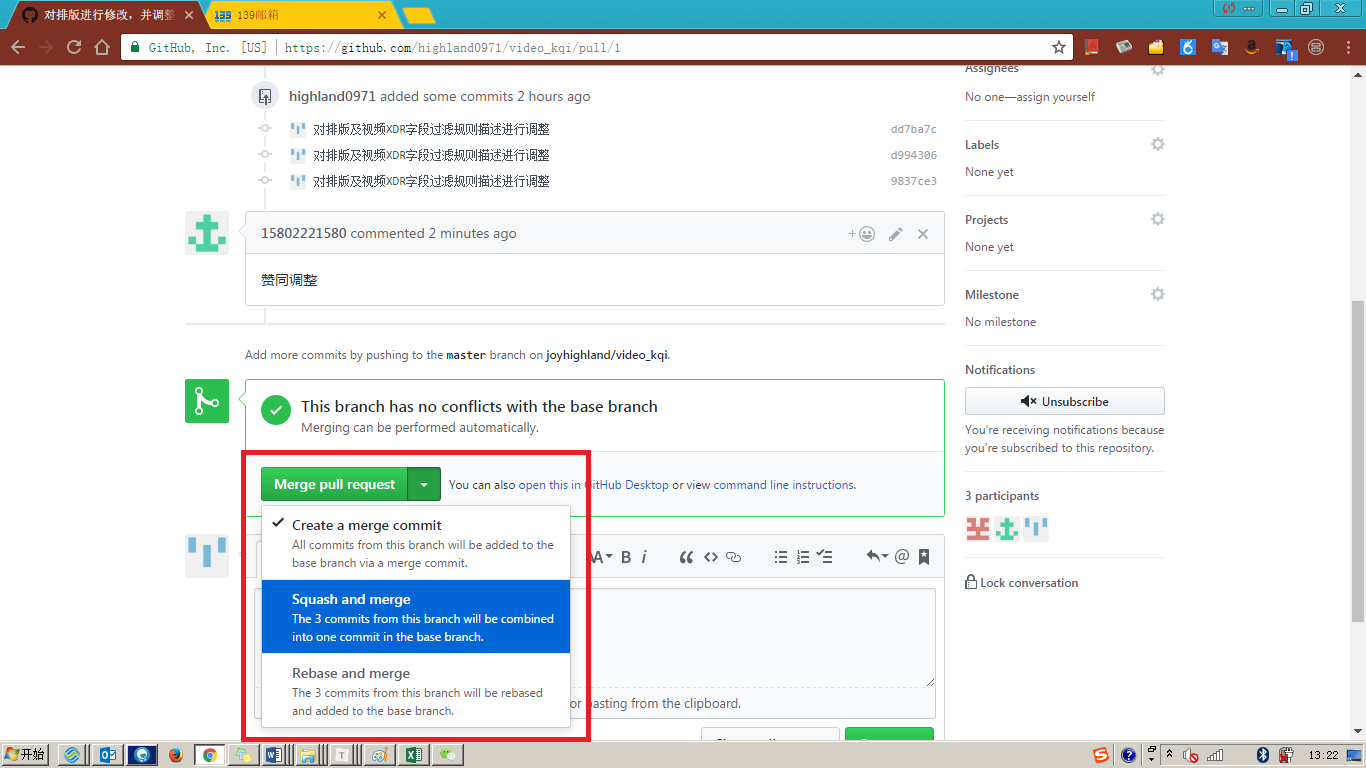 对排版进行修改，并调整
139邮箱
GitHub, Inc. [US] | https://github.com/highland0971/video_kqi/pull/1
Assignees
No one—assign yourself
highland0971 added some commits 2 hours ago
对排版及视频XDR字段过滤规则描述进行调整 dd7ba7c
对排版及视频XDR字段过滤规则描述进行调整 d994306
对排版及视频XDR字段过滤规则描述进行调整 9837ce3
Labels
None yet
Projects
None yet
15802221580 commented 2 minutes ago
赞同调整
Milestone
No milestone
Add more commits by pushing to the master branch on joyhighland/video_kqi.
Notifications
Unsubscribe
You’re receiving notifications because
you’re subscribed to this repository.
This branch has no conflicts with the base branch
Merging can be performed automatically.
Merge pull request
You can also open this in GitHub Desktop or view command line instructions.
3 participants
Create a merge commit
All commits from this branch will be added to the
base branch via a merge commit.
Squash and merge
The 3 commits from this branch will be combined
into one commit in the base branch.
Rebase and merge
The 3 commits from this branch will be rebased
and added to the base branch.
or pasting from the clipboard.
Lock conversation
开始
13:22